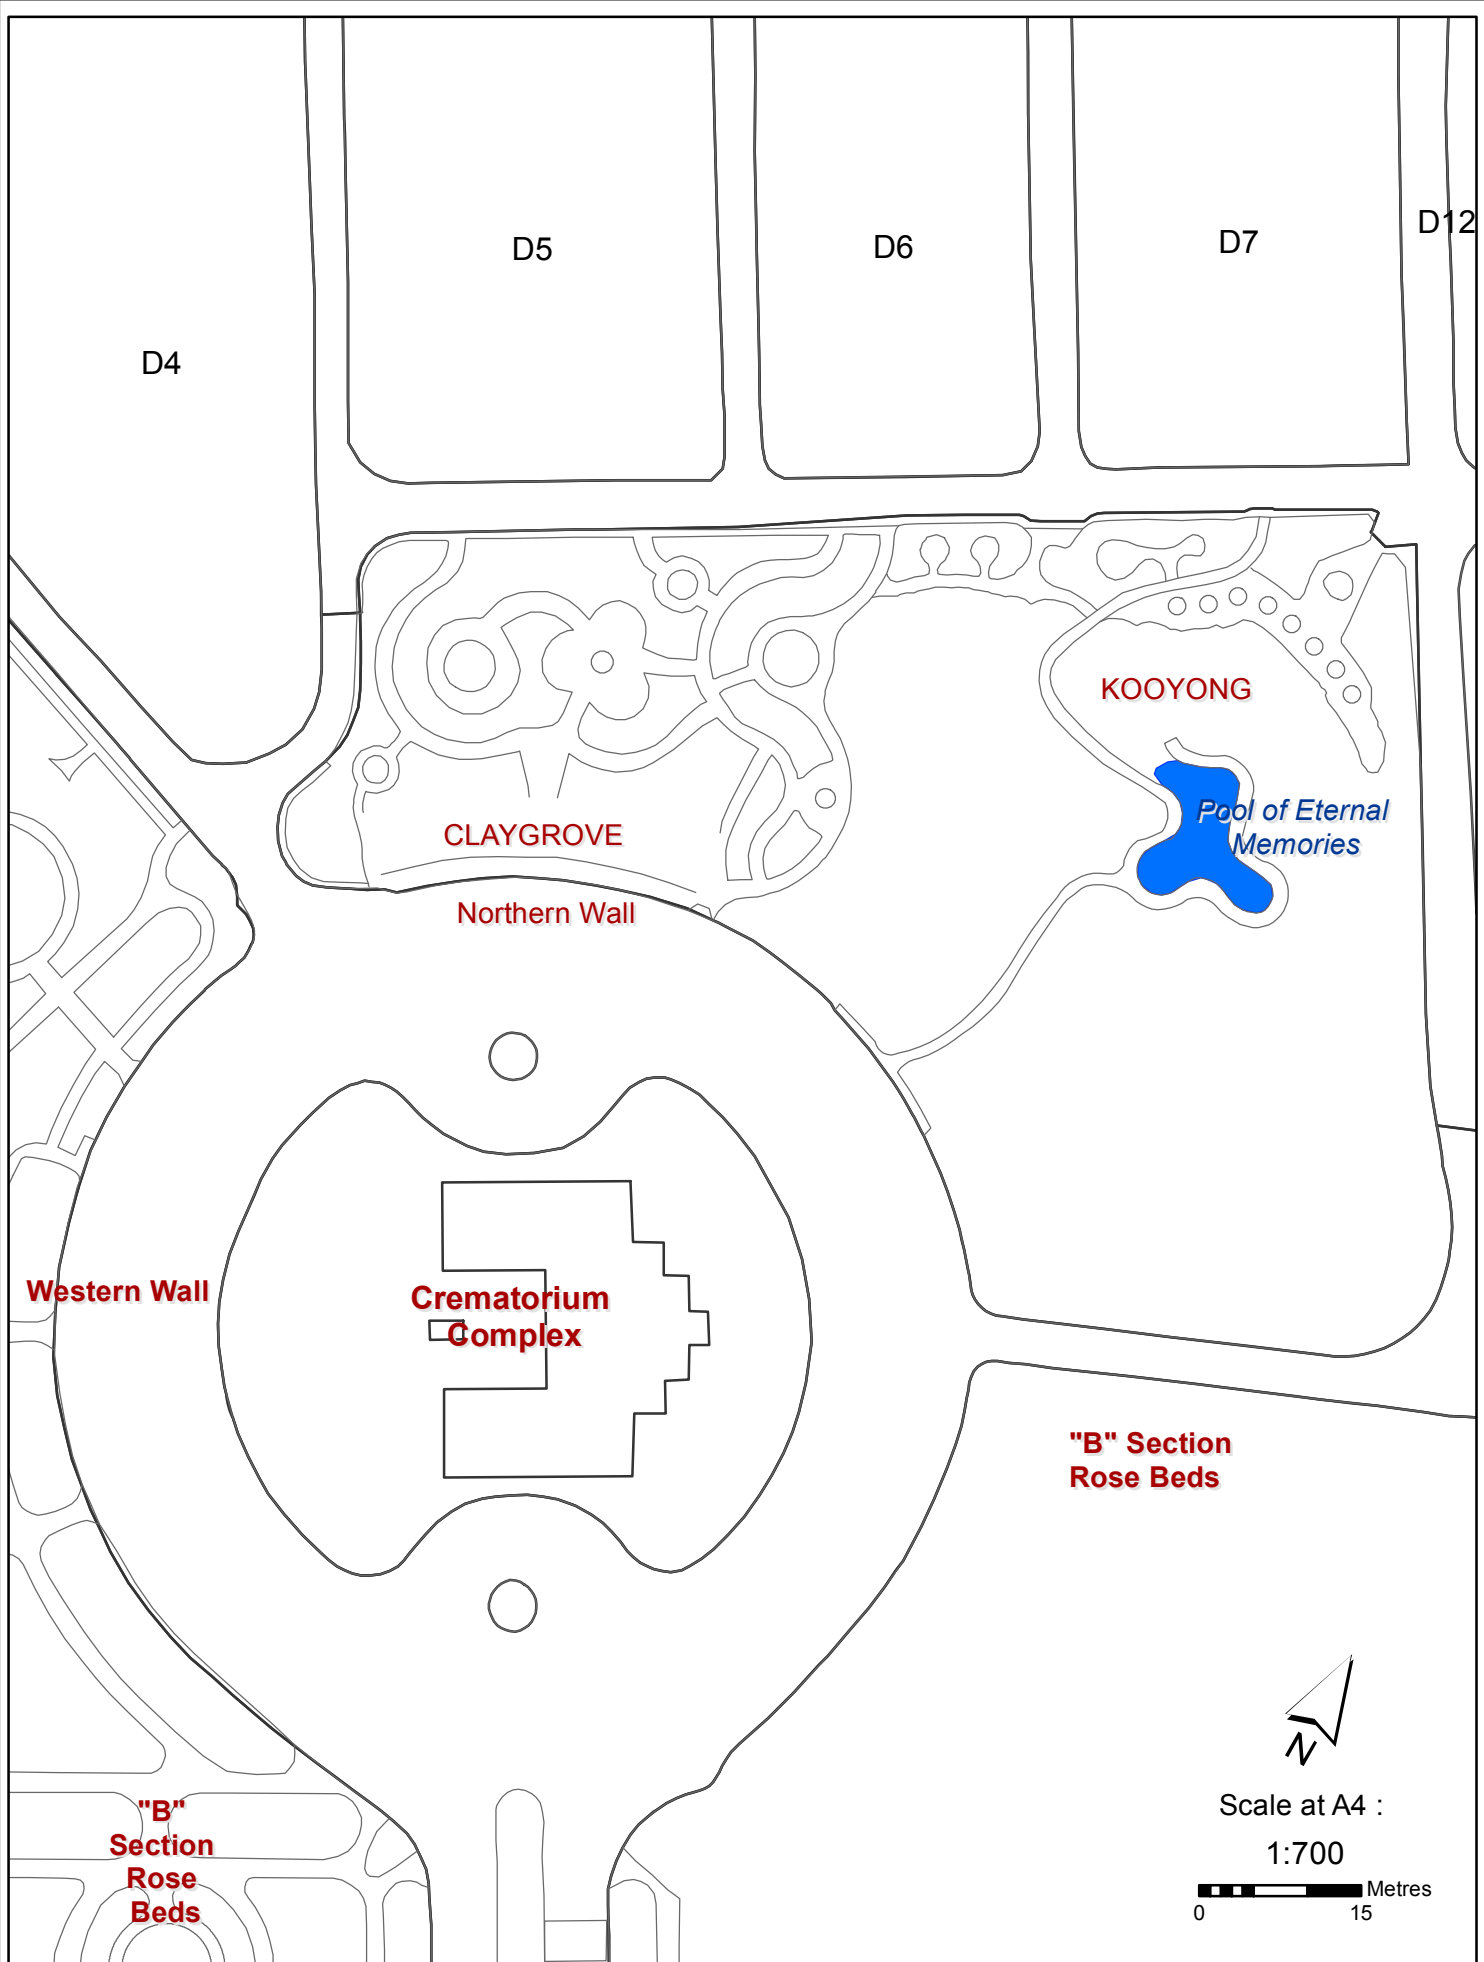 D12
D7
D6
D5
D4
KOOYONG
Pool of Eternal
Memories
CLAYGROVE
Northern Wall
Western Wall
Crematorium
Complex
"B" Section
Rose Beds
N
Scale at A4 :
1:700
Metres
0 15
"B"
Section
Rose
Beds